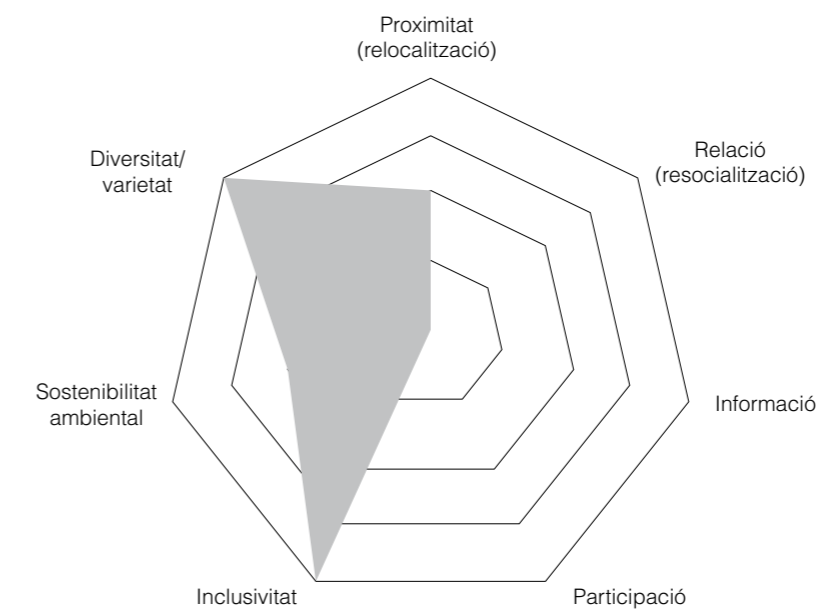 Proximitat
(relocalització)
Relació
(resocialització)
Informació
Participació
Inclusivitat
Sostenibilitat
ambiental
Diversitat/
varietat